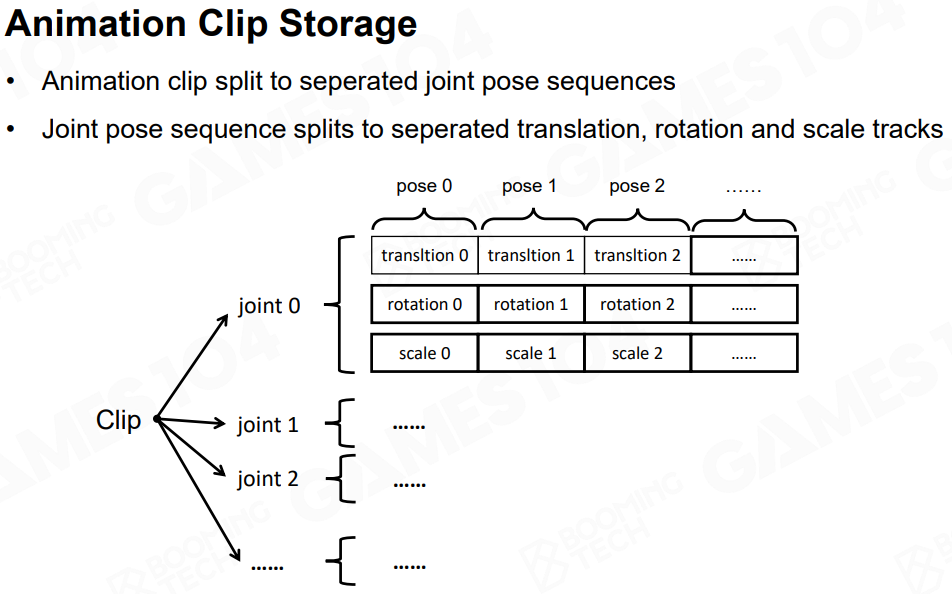 Animation Clip Storage
• Animation clip split to seperated joint pose sequences
• Joint pose sequence splits to seperated translation, rotation and scale tracks
pose 0 pose 1 pose 2 ......
transltion 0 transltion 1 transltion 2 ......
joint 0 rotation 0 rotation 1 rotation 2 ......
scale 0 scale 1 scale 2 ......
Clip
joint 1 ......
joint 2 ......
...... ......
GAMES104
BOOMING TECH